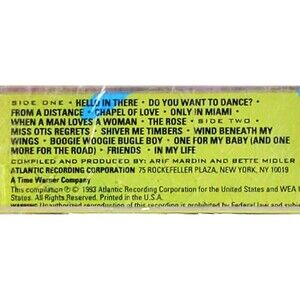 SIDE ONE • HELLO IN THERE • DO YOU WANT TO DANCE? •
FROM A DISTANCE • CHAPEL OF LOVE • ONLY IN MIAMI •
WHEN A MAN LOVES A WOMAN • THE ROSE • SIDE TWO •
MISS OTIS REGRETS • SHIVER ME TIMBERS • WIND BENEATH MY
WINGS • BOOGIE WOOGIE BUGLE BOY • ONE FOR MY BABY (AND ONE
MORE FOR THE ROAD) • FRIENDS • IN MY LIFE
COMPILED AND PRODUCED BY: ARIF MARDIN AND BETTE MIDLER
ATLANTIC RECORDING CORPORATION 75 ROCKEFELLER PLAZA, NEW YORK, NY 10019
A Time Warner Company
This compilation ℗ © 1993 Atlantic Recording Corporation for the United States and WEA
All Rights Reserved. Printed in the U.S.A.
WARNING: Unauthorized reproduction of this recording is prohibited by Federal law and